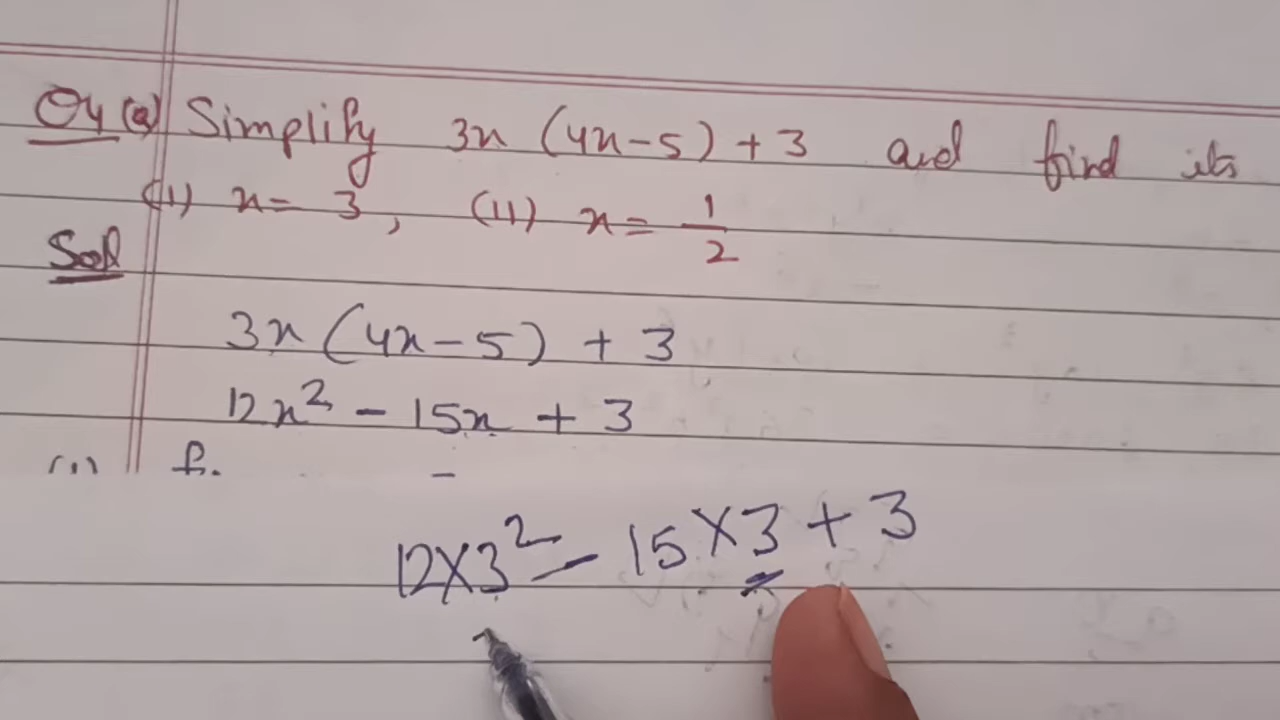 Q4 (a) Simplify 3x (4x-5) + 3 and find its
(i) x = 3, (ii) x = 1/2
Sol
3x (4x - 5) + 3
12x² - 15x + 3
(i)
12×3² - 15×3 + 3